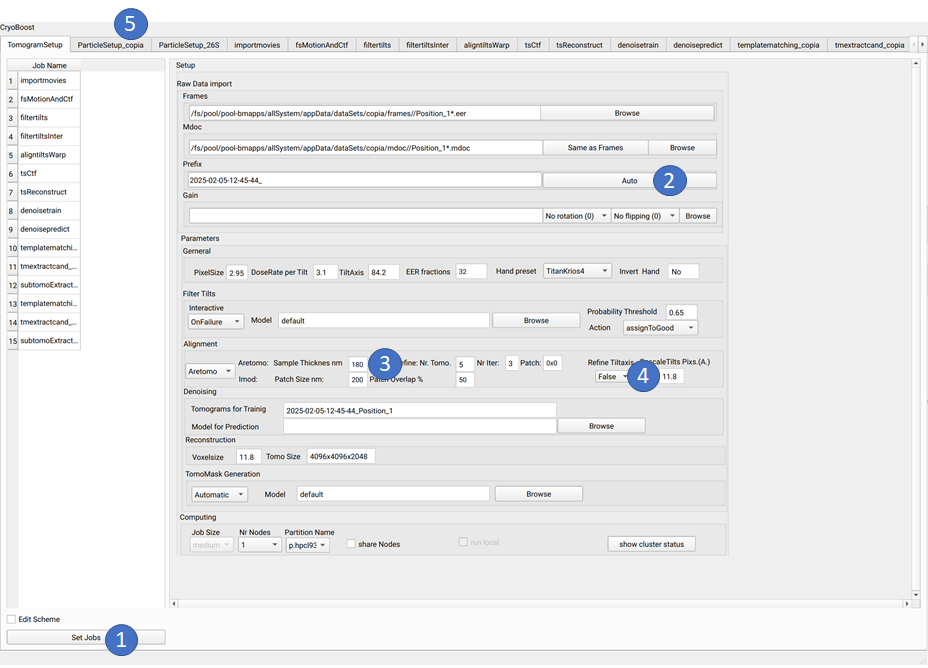 5
CryoBoost
TomogramSetup ParticleSetup_copia ParticleSetup_26S importmovies fsMotionAndCtf filtertilts filtertiltsInter aligntiltsWarp tsCtf tsReconstruct denoisetrain denoisepredict templatematching_copia tmextractcand_copia
Job Name
1 importmovies
2 fsMotionAndCtf
3 filtertilts
4 filtertiltsInter
5 aligntiltsWarp
6 tsCtf
7 tsReconstruct
8 denoisetrain
9 denoisepredict
10 templatematchi...
11 tmextractcand_...
12 subtomoExtract...
13 templatematchi...
14 tmextractcand_...
15 subtomoExtract...
Setup
Raw Data import
Frames
/fs/pool/pool-bmapps/allSystem/appData/dataSets/copia/frames//Position_1*.eer Browse
Mdoc
/fs/pool/pool-bmapps/allSystem/appData/dataSets/copia/mdoc//Position_1*.mdoc Same as Frames Browse
Prefix
2025-02-05-12-45-44_ Auto 2
Gain
No rotation (0) No flipping (0) Browse
Parameters
Gerneral
PixelSize 2.95 DoseRate per Tilt 3.1 TiltAxis 84.2 EER fractions 32 Hand preset TitanKrios4 Invert Hand No
Filter Tilts
Interactive
OnFailure Model default Browse
Probability Threshold 0.65
Action assignToGood
Alignment
Aretomo Aretomo: Sample Thicknes nm 180 3 efine: Nr. Tomo. 5 Nr Iter: 3 Patch: 0x0
Imod: Patch Size nm: 200 Patch Overlap % 50
Refine Tiltaxis scaleTilts Pixs.(A.)
False 4 11.8
Denoising
Tomograms for Trainig 2025-02-05-12-45-44_Position_1
Model for Prediction Browse
Reconstruction
Voxelsize 11.8 Tomo Size 4096x4096x2048
TomoMask Generation
Automatic Model default Browse
Computing
Job Size Nr Nodes Partition Name
medium 1 p.hpcl93 share Nodes run local show cluster status
Edit Scheme
Set Jobs 1